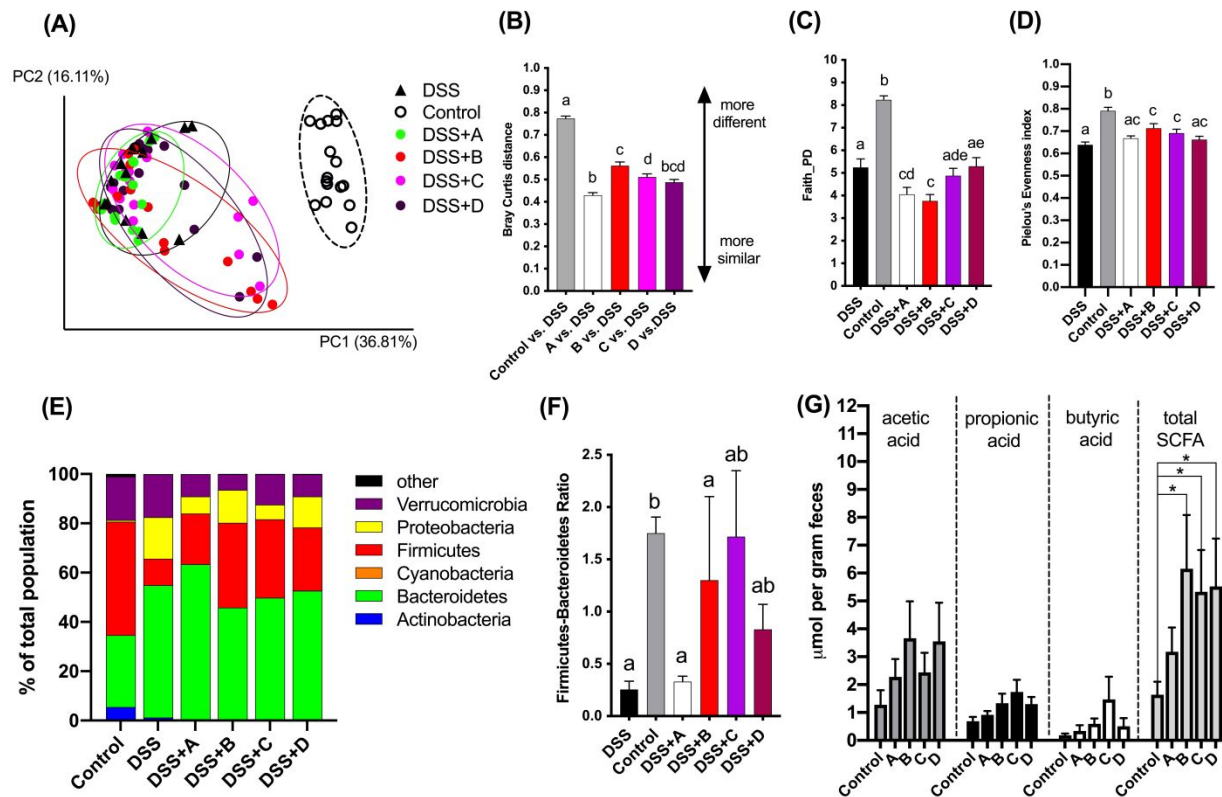 (A)
PC2 (16.11%)
PC1 (36.81%)
DSS
Control
DSS+A
DSS+B
DSS+C
DSS+D
(B)
Bray Curtis distance
1.0
0.9
0.8
0.7
0.6
0.5
0.4
0.3
0.2
0.1
0.0
a
b
c
d
bcd
more
different
more
similar
Control vs. DSS
A vs. DSS
B vs. DSS
C vs. DSS
D vs.DSS
(C)
Faith_PD
10
9
8
7
6
5
4
3
2
1
0
a
b
cd
c
ade
ae
DSS
Control
DSS+A
DSS+B
DSS+C
DSS+D
(D)
Pielou's Evenness index
1.0
0.9
0.8
0.7
0.6
0.5
0.4
0.3
0.2
0.1
0.0
a
b
ac
c
c
ac
DSS
Control
DSS+A
DSS+B
DSS+C
DSS+D
(E)
% of total population
100
80
60
40
20
0
Control
DSS
DSS+A
DSS+B
DSS+C
DSS+D
other
Verrucomicrobia
Proteobacteria
Firmicutes
Cyanobacteria
Bacteroidetes
Actinobacteria
(F)
Firmicutes-Bacteroidetes Ratio
2.5
2.0
1.5
1.0
0.5
0.0
a
b
a
a
ab
ab
DSS
Control
DSS+A
DSS+B
DSS+C
DSS+D
(G)
μmol per gram feces
12
11
10
9
8
7
6
5
4
3
2
1
0
acetic
acid
propionic
acid
butyric
acid
total
SCFA
*
*
*
Control
A
B
C
D
Control
A
B
C
D
Control
A
B
C
D
Control
A
B
C
D